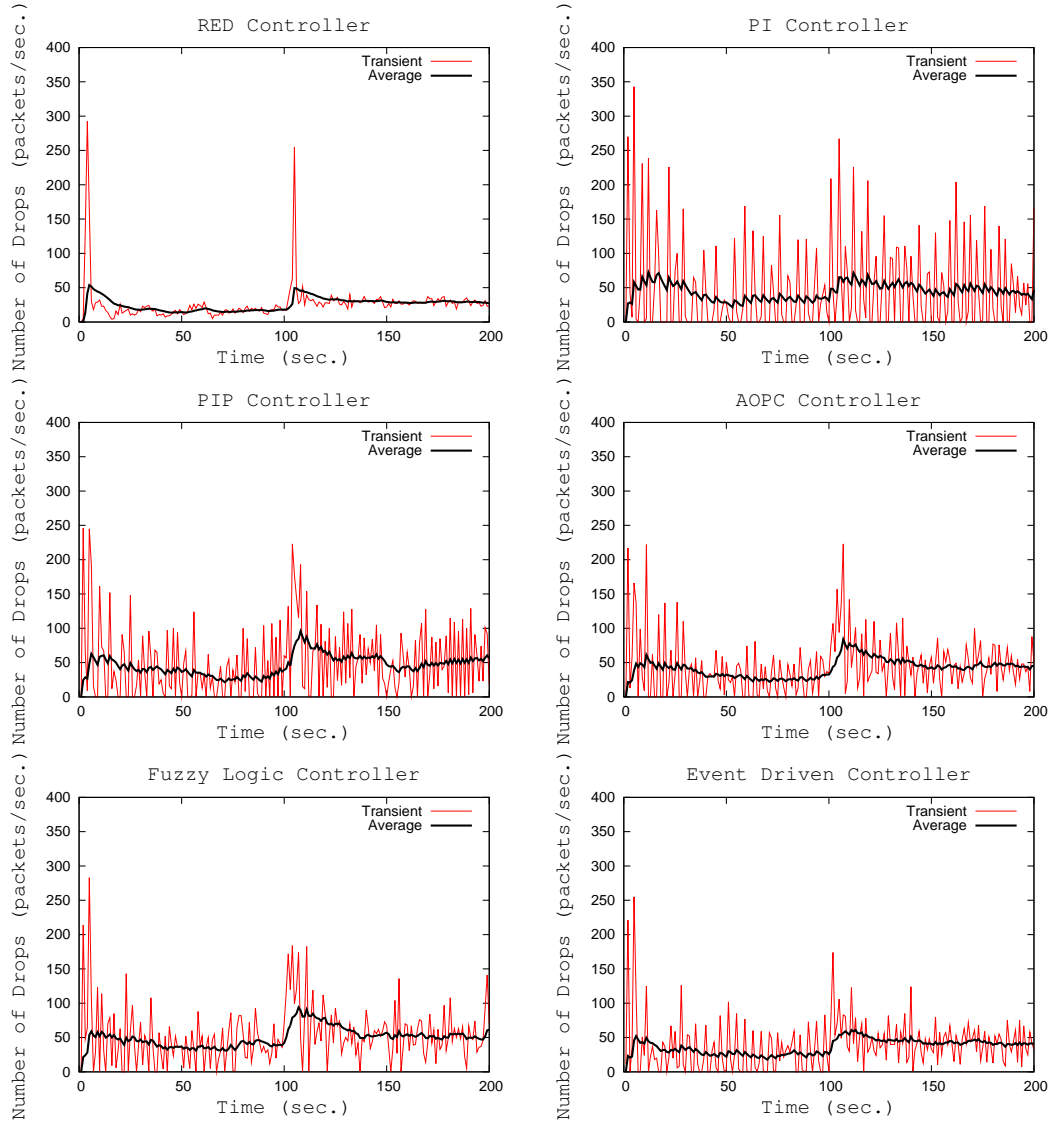 RED Controller
Number of Drops (packets/sec.)
400
350
300
250
200
150
100
50
0
Transient
Average
0 50 100 150 200
Time (sec.)
PI Controller
Number of Drops (packets/sec.)
400
350
300
250
200
150
100
50
0
Transient
Average
0 50 100 150 200
Time (sec.)
PIP Controller
Number of Drops (packets/sec.)
400
350
300
250
200
150
100
50
0
Transient
Average
0 50 100 150 200
Time (sec.)
AOPC Controller
Number of Drops (packets/sec.)
400
350
300
250
200
150
100
50
0
Transient
Average
0 50 100 150 200
Time (sec.)
Fuzzy Logic Controller
Number of Drops (packets/sec.)
400
350
300
250
200
150
100
50
0
Transient
Average
0 50 100 150 200
Time (sec.)
Event Driven Controller
Number of Drops (packets/sec.)
400
350
300
250
200
150
100
50
0
Transient
Average
0 50 100 150 200
Time (sec.)